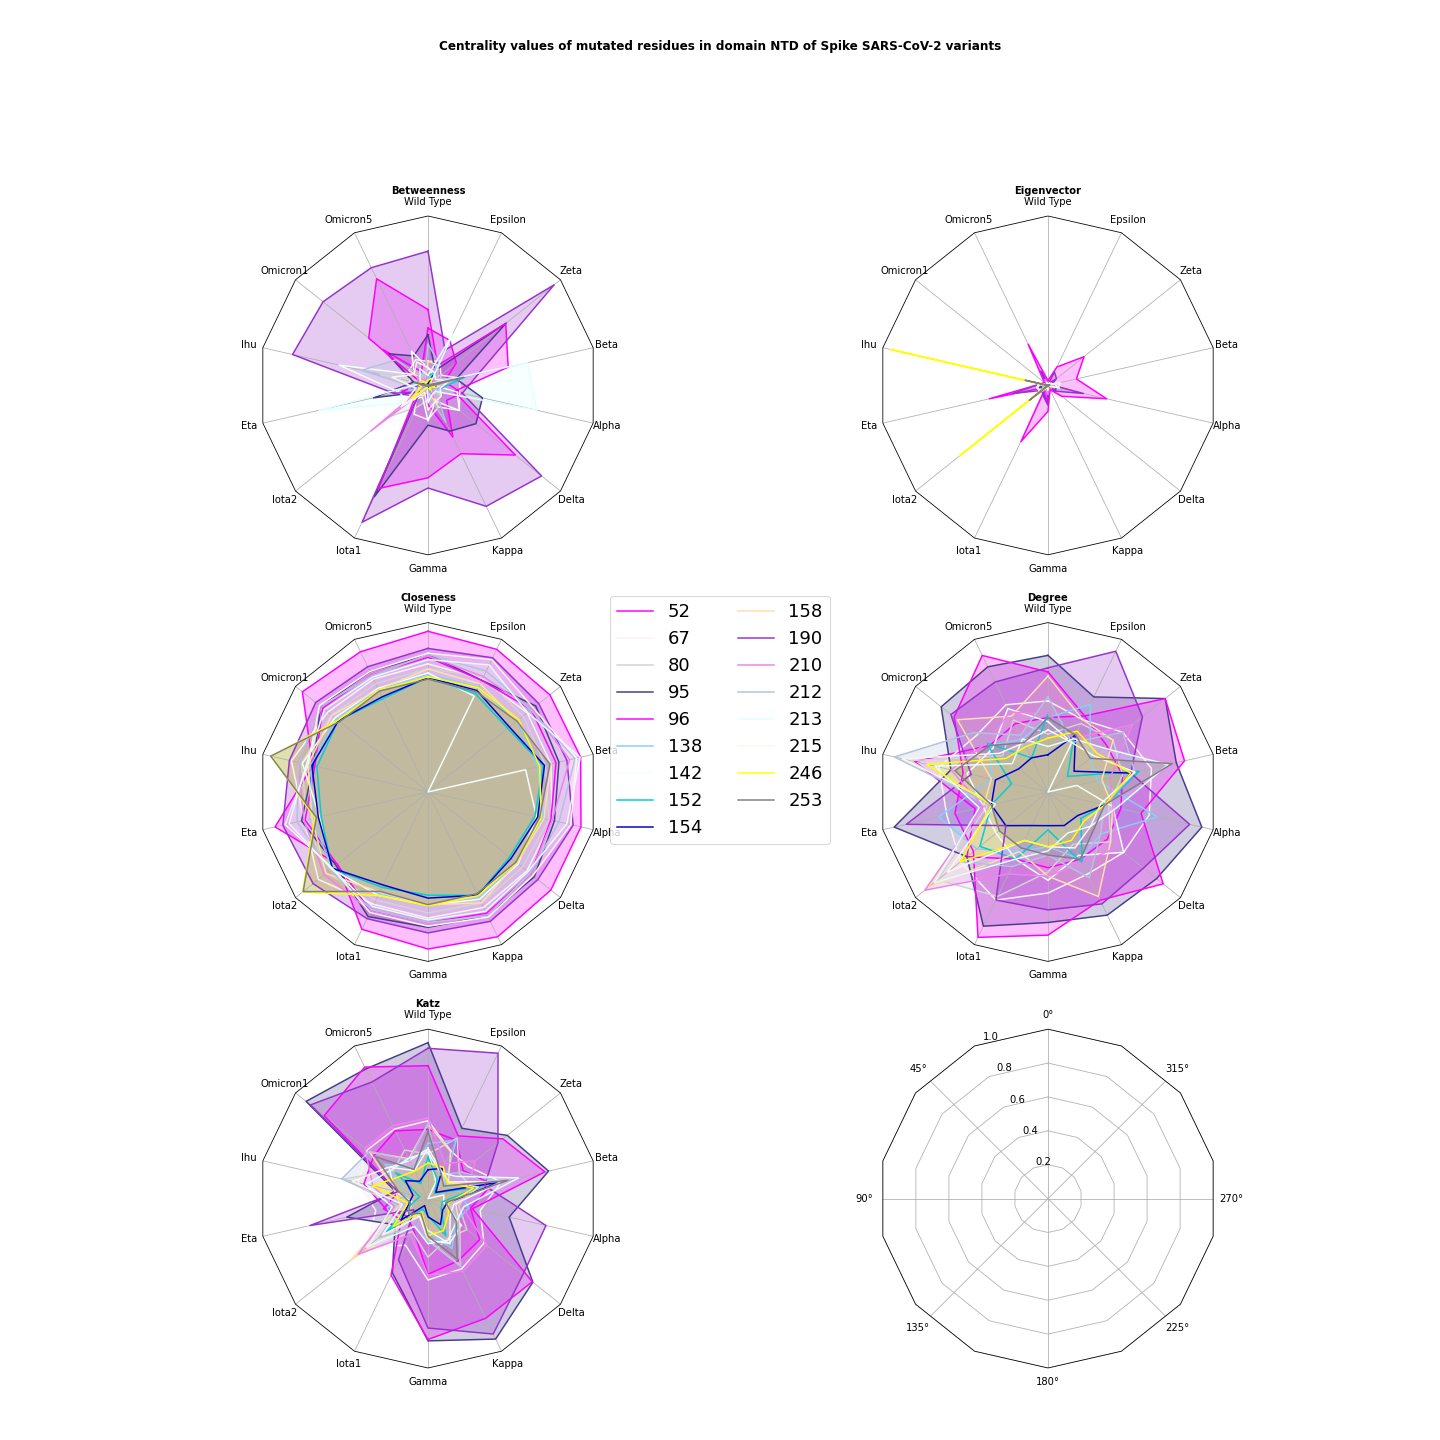 Centrality values of mutated residues in domain NTD of Spike SARS-CoV-2 variants
Betweenness
Wild Type
Epsilon
Zeta
Beta
Alpha
Delta
Kappa
Gamma
Iota1
Iota2
Eta
Ihu
Omicron1
Omicron5
Eigenvector
Wild Type
Epsilon
Zeta
Beta
Alpha
Delta
Kappa
Gamma
Iota1
Iota2
Eta
Ihu
Omicron1
Omicron5
Closeness
Wild Type
Epsilon
Zeta
Beta
Alpha
Delta
Kappa
Gamma
Iota1
Iota2
Eta
Ihu
Omicron1
Omicron5
52
67
80
95
96
138
142
152
154
158
190
210
212
213
215
246
253
Degree
Wild Type
Epsilon
Zeta
Beta
Alpha
Delta
Kappa
Gamma
Iota1
Iota2
Eta
Ihu
Omicron1
Omicron5
Katz
Wild Type
Epsilon
Zeta
Beta
Alpha
Delta
Kappa
Gamma
Iota1
Iota2
Eta
Ihu
Omicron1
Omicron5
0°
315°
270°
225°
180°
135°
90°
45°
1.0
0.8
0.6
0.4
0.2